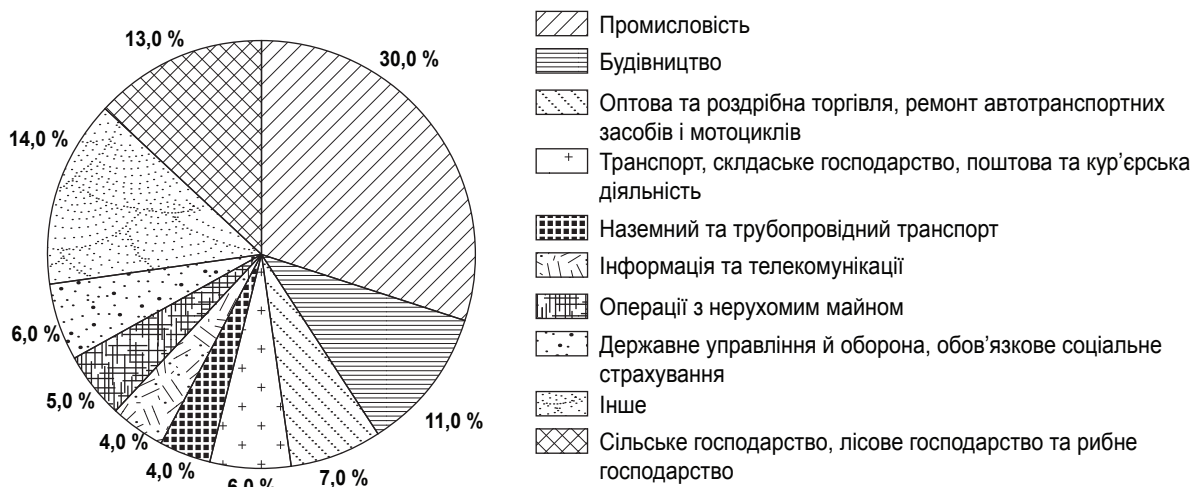 13,0 %
30,0 %
14,0 %
6,0 %
5,0 %
4,0 %
4,0 %
6,0 %
7,0 %
11,0 %
Промисловість
Будівництво
Оптова та роздрібна торгівля, ремонт автотранспортних
засобів і мотоциклів
Транспорт, склдаське господарство, поштова та кур’єрська
діяльність
Наземний та трубопровідний транспорт
Інформація та телекомунікації
Операції з нерухомим майном
Державне управління й оборона, обов’язкове соціальне
страхування
Інше
Сільське господарство, лісове господарство та рибне
господарство